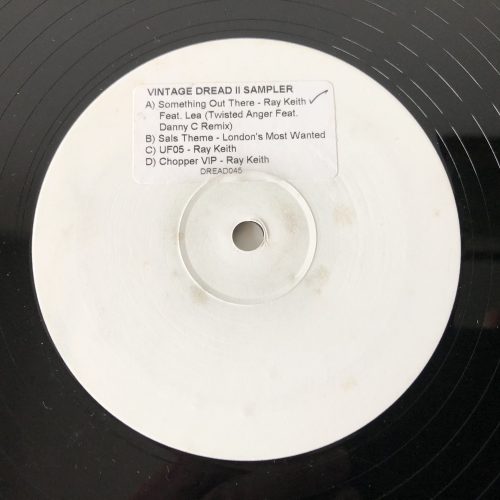 VINTAGE DREAD II SAMPLER
A) Something Out There - Ray Keith
Feat. Lea (Twisted Anger Feat.
Danny C Remix)
B) Sals Theme - London's Most Wanted
C) UF05 - Ray Keith
D) Chopper VIP - Ray Keith
DREAD045